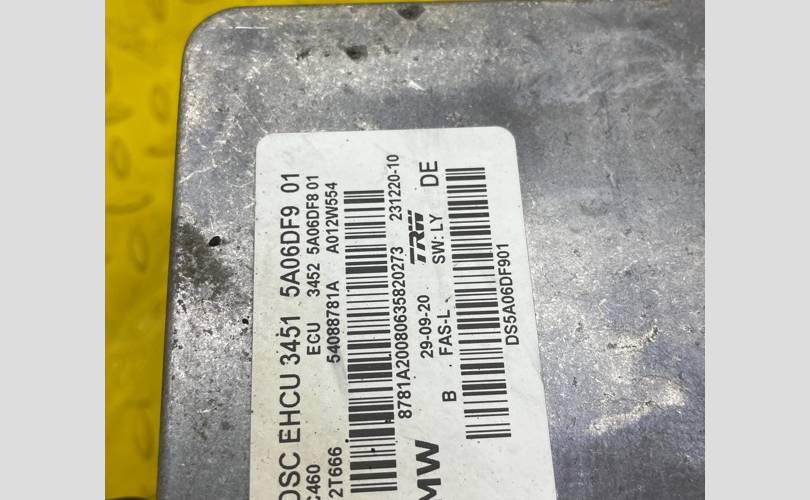 DSC EHCU 3451 5A06DF9 01
C460 ECU 3452 5A06DF8 01
2T666 54088781A A012W554
8781A20080635820273 231220-10
MW 29-09-20 TRW
B .FAS-L SW: LY DE
DS5A06DF901